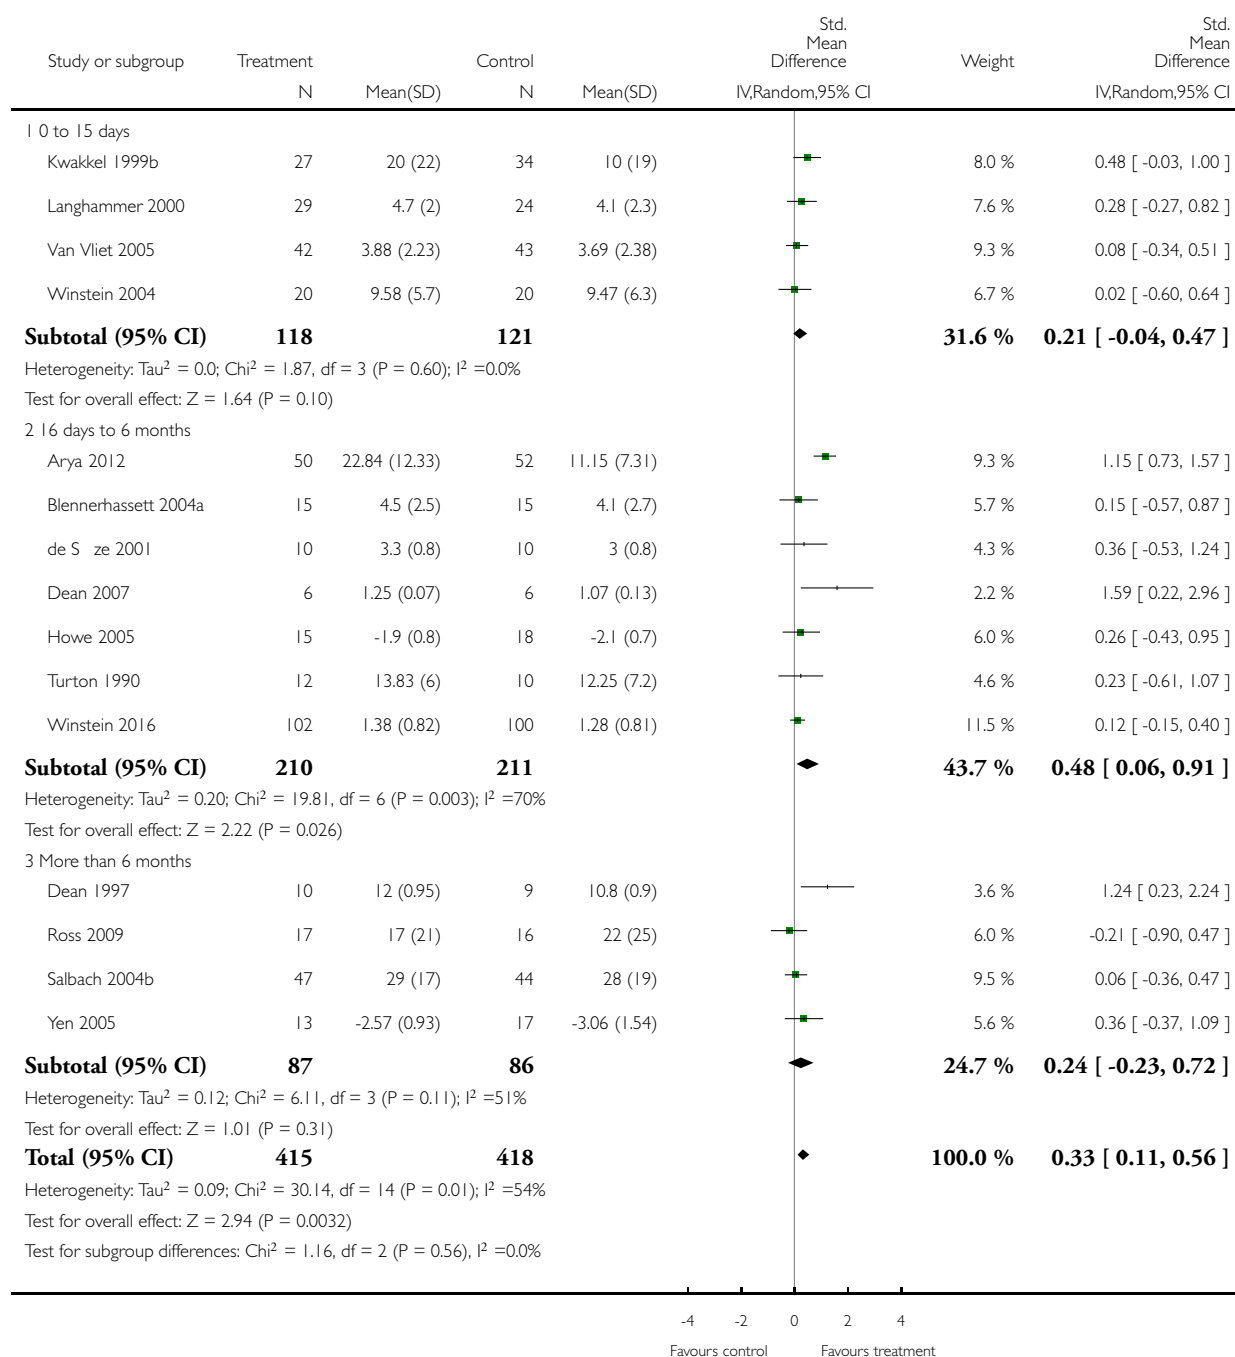 Std. Mean Difference Std. Mean Difference
Study or subgroup Treatment Control Weight
N Mean(SD) N Mean(SD) IV,Random,95% CI IV,Random,95% CI
1 0 to 15 days
Kwakkel 1999b 27 20 (22) 34 10 (19) 8.0 % 0.48 [ -0.03, 1.00 ]
Langhammer 2000 29 4.7 (2) 24 4.1 (2.3) 7.6 % 0.28 [ -0.27, 0.82 ]
Van Vliet 2005 42 3.88 (2.23) 43 3.69 (2.38) 9.3 % 0.08 [ -0.34, 0.51 ]
Winstein 2004 20 9.58 (5.7) 20 9.47 (6.3) 6.7 % 0.02 [ -0.60, 0.64 ]
Subtotal (95% CI) 118 121 31.6 % 0.21 [ -0.04, 0.47 ]
Heterogeneity: Tau² = 0.0; Chi² = 1.87, df = 3 (P = 0.60); I² =0.0%
Test for overall effect: Z = 1.64 (P = 0.10)
2 16 days to 6 months
Arya 2012 50 22.84 (12.33) 52 11.15 (7.31) 9.3 % 1.15 [ 0.73, 1.57 ]
Blennerhassett 2004a 15 4.5 (2.5) 15 4.1 (2.7) 5.7 % 0.15 [ -0.57, 0.87 ]
de S ze 2001 10 3.3 (0.8) 10 3 (0.8) 4.3 % 0.36 [ -0.53, 1.24 ]
Dean 2007 6 1.25 (0.07) 6 1.07 (0.13) 2.2 % 1.59 [ 0.22, 2.96 ]
Howe 2005 15 -1.9 (0.8) 18 -2.1 (0.7) 6.0 % 0.26 [ -0.43, 0.95 ]
Turton 1990 12 13.83 (6) 10 12.25 (7.2) 4.6 % 0.23 [ -0.61, 1.07 ]
Winstein 2016 102 1.38 (0.82) 100 1.28 (0.81) 11.5 % 0.12 [ -0.15, 0.40 ]
Subtotal (95% CI) 210 211 43.7 % 0.48 [ 0.06, 0.91 ]
Heterogeneity: Tau² = 0.20; Chi² = 19.81, df = 6 (P = 0.003); I² =70%
Test for overall effect: Z = 2.22 (P = 0.026)
3 More than 6 months
Dean 1997 10 12 (0.95) 9 10.8 (0.9) 3.6 % 1.24 [ 0.23, 2.24 ]
Ross 2009 17 17 (21) 16 22 (25) 6.0 % -0.21 [ -0.90, 0.47 ]
Salbach 2004b 47 29 (17) 44 28 (19) 9.5 % 0.06 [ -0.36, 0.47 ]
Yen 2005 13 -2.57 (0.93) 17 -3.06 (1.54) 5.6 % 0.36 [ -0.37, 1.09 ]
Subtotal (95% CI) 87 86 24.7 % 0.24 [ -0.23, 0.72 ]
Heterogeneity: Tau² = 0.12; Chi² = 6.11, df = 3 (P = 0.11); I² =51%
Test for overall effect: Z = 1.01 (P = 0.31)
Total (95% CI) 415 418 100.0 % 0.33 [ 0.11, 0.56 ]
Heterogeneity: Tau² = 0.09; Chi² = 30.14, df = 14 (P = 0.01); I² =54%
Test for overall effect: Z = 2.94 (P = 0.0032)
Test for subgroup differences: Chi² = 1.16, df = 2 (P = 0.56), I² =0.0%
-4 -2 0 2 4
Favours control Favours treatment